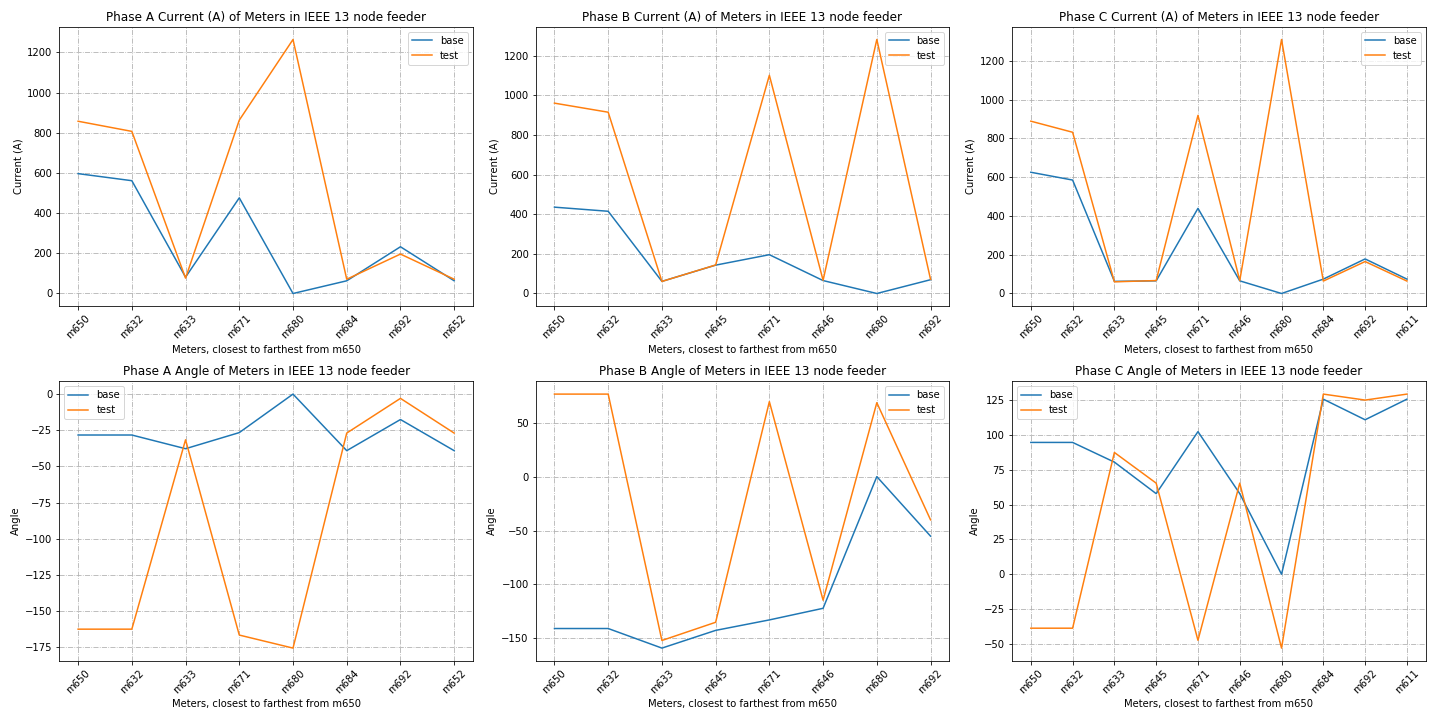 Phase A Current (A) of Meters in IEEE 13 node feeder
base
test
Current (A)
1200
1000
800
600
400
200
0
m650
m632
m633
m671
m680
m684
m692
m652
Meters, closest to farthest from m650
Phase B Current (A) of Meters in IEEE 13 node feeder
base
test
Current (A)
1200
1000
800
600
400
200
0
m650
m632
m633
m645
m671
m646
m680
m692
Meters, closest to farthest from m650
Phase C Current (A) of Meters in IEEE 13 node feeder
base
test
Current (A)
1200
1000
800
600
400
200
0
m650
m632
m633
m645
m671
m646
m680
m684
m692
m611
Meters, closest to farthest from m650
Phase A Angle of Meters in IEEE 13 node feeder
base
test
Angle
0
−25
−50
−75
−100
−125
−150
−175
m650
m632
m633
m671
m680
m684
m692
m652
Meters, closest to farthest from m650
Phase B Angle of Meters in IEEE 13 node feeder
base
test
Angle
50
0
−50
−100
−150
m650
m632
m633
m645
m671
m646
m680
m692
Meters, closest to farthest from m650
Phase C Angle of Meters in IEEE 13 node feeder
base
test
Angle
125
100
75
50
25
0
−25
−50
m650
m632
m633
m645
m671
m646
m680
m684
m692
m611
Meters, closest to farthest from m650